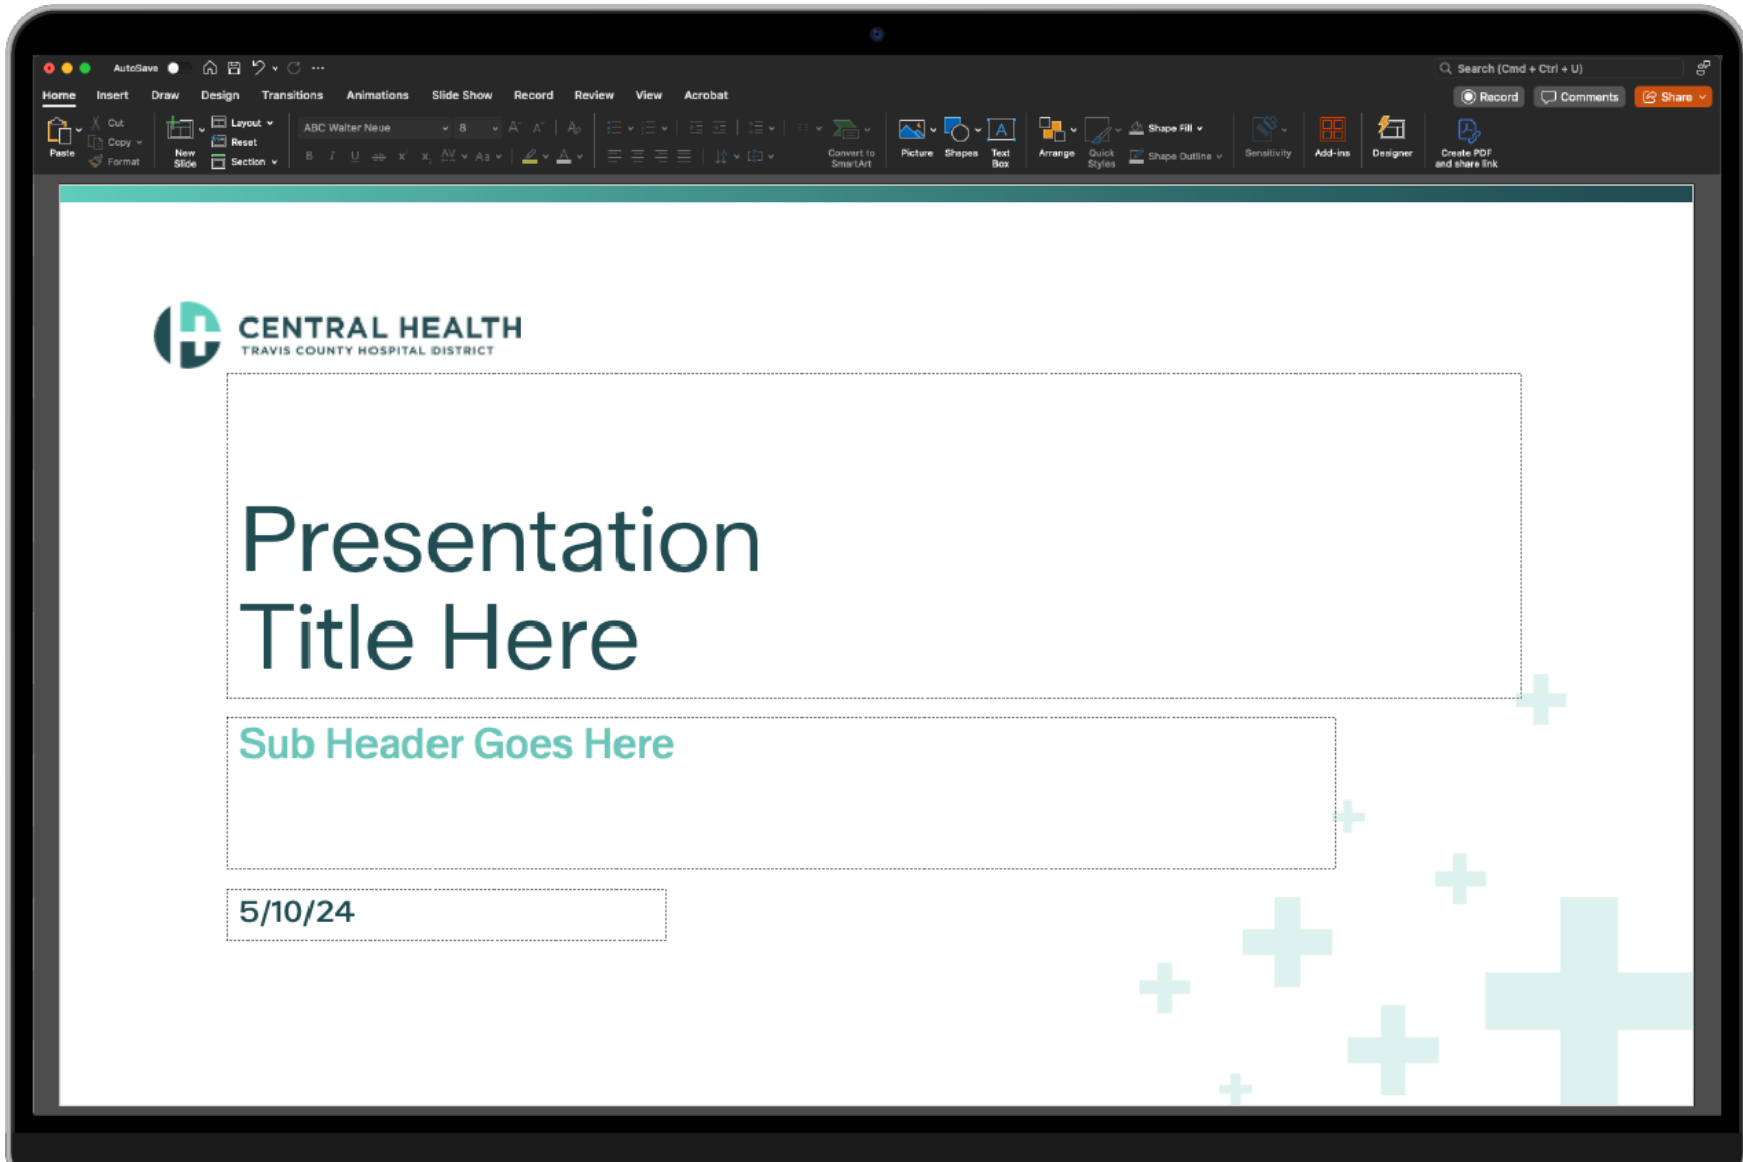 AutoSave
Search (Cmd + Ctrl + U)
Home Insert Draw Design Transitions Animations Slide Show Record Review View Acrobat
Record Comments Share
Paste
Cut
Copy
Format
New
Slide
Layout
Reset
Section
ABC Walter Neue 8
Convert to
SmartArt
Picture
Shapes
Text
Box
Arrange
Quick
Styles
Shape Fill
Shape Outline
Sensitivity
Add-ins
Designer
Create PDF
and share link
CENTRAL HEALTH
TRAVIS COUNTY HOSPITAL DISTRICT
Presentation
Title Here
Sub Header Goes Here
5/10/24